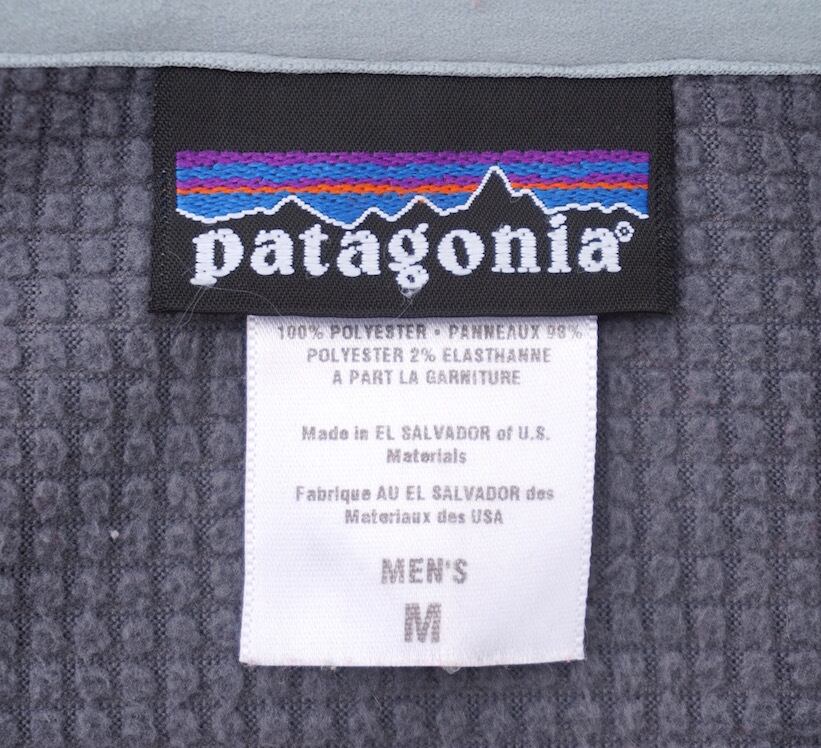 patagonia®
100% POLYESTER • PANNEAUX 98%
POLYESTER 2% ELASTHANNE
A PART LA GARNITURE
Made in EL SALVADOR of U.S.
Materials
Fabrique AU EL SALVADOR des
Materiaux des USA
MEN'S
M